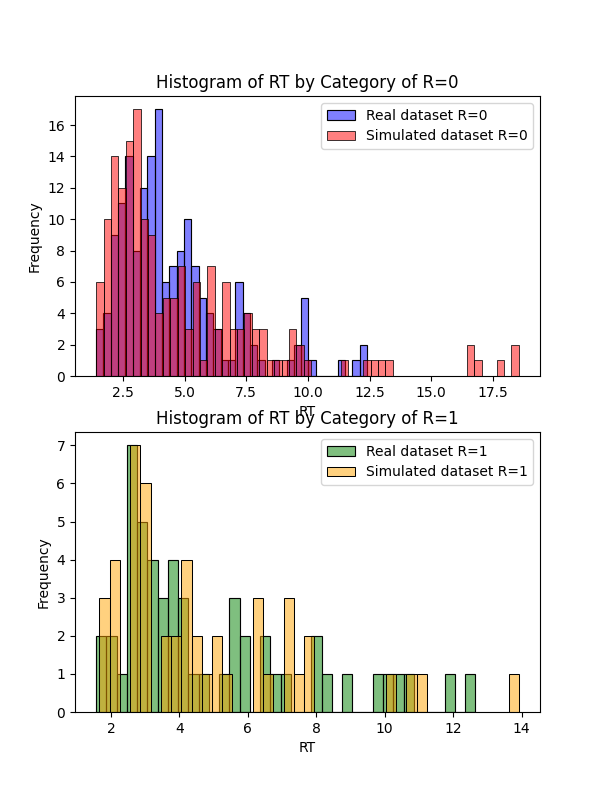 Histogram of RT by Category of R=0
Real dataset R=0
Simulated dataset R=0
Frequency
16
14
12
10
8
6
4
2
0
2.5 5.0 7.5 10.0 12.5 15.0 17.5
RT
Histogram of RT by Category of R=1
Real dataset R=1
Simulated dataset R=1
Frequency
7
6
5
4
3
2
1
0
2 4 6 8 10 12 14
RT